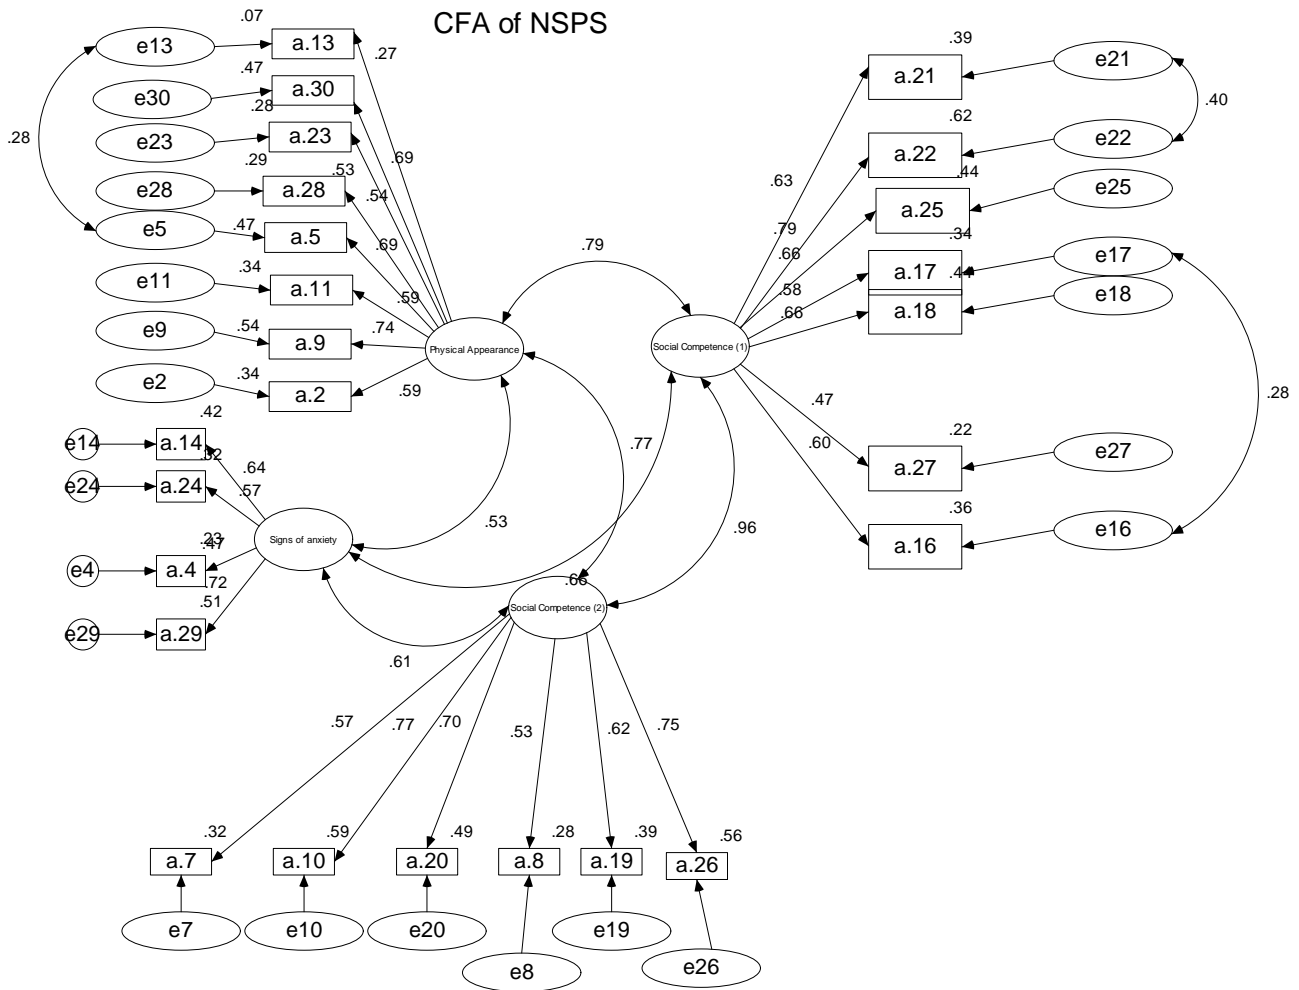 CFA of NSPS
.07
e13
a.13
.27
.47
e30
a.30
.28
e23
a.23
.28
.29
.53
.69
e28
a.28
.54
e5
.47
a.5
.69
e11
.34
a.11
.59
e9
.54
a.9
.74
Physical Appearance
e2
.34
a.2
.59
.42
e14
a.14
.32
.64
e24
a.24
.57
Signs of anxiety
.23
.47
e4
a.4
.72
.51
e29
a.29
.79
.53
.77
.96
.66
.61
Social Competence (1)
Social Competence (2)
.39
e21
a.21
.40
.62
e22
a.22
.63
.44
e25
a.25
.79
.66
.34
e17
a.17
.58
e18
a.18
.66
.28
.47
.22
e27
a.27
.60
.36
e16
a.16
.57
.77
.70
.53
.62
.75
.32
.59
.49
.28
.39
.56
a.7
a.10
a.20
a.8
a.19
a.26
e7
e10
e20
e8
e19
e26